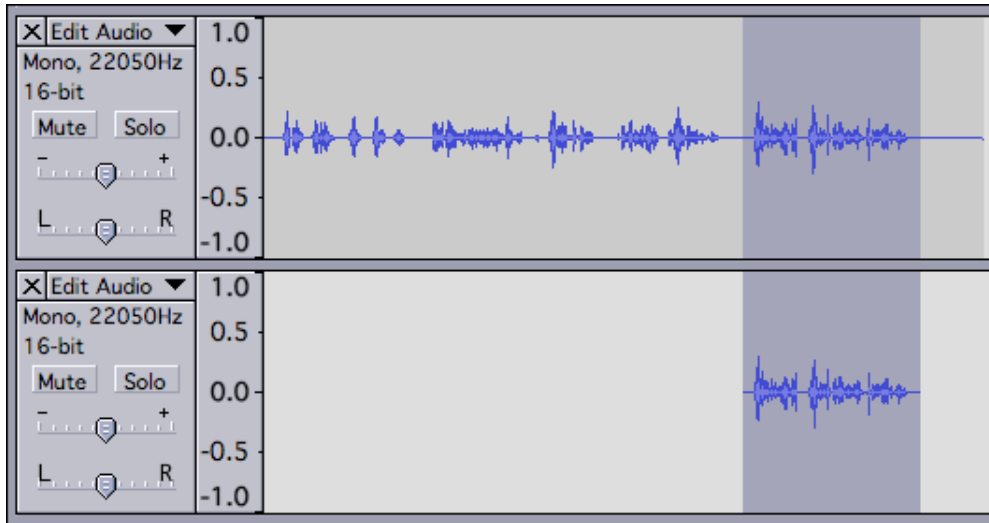 X Edit Audio ▼
Mono, 22050Hz
16-bit
Mute Solo
- +
L R
1.0
0.5
0.0
-0.5
-1.0
X Edit Audio ▼
Mono, 22050Hz
16-bit
Mute Solo
- +
L R
1.0
0.5
0.0
-0.5
-1.0